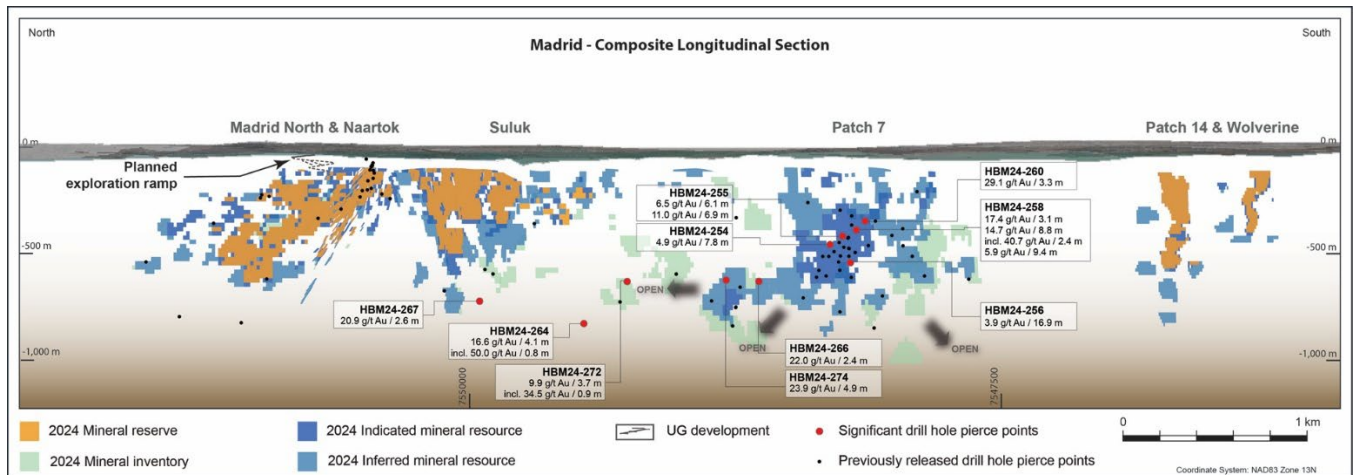 North
South
Madrid - Composite Longitudinal Section
Madrid North & Naartok
Suluk
Patch 7
Patch 14 & Wolverine
0 m
0 m
Planned
exploration ramp
HBM24-260
29.1 g/t Au / 3.3 m
HBM24-255
6.5 g/t Au / 6.1 m
11.0 g/t Au / 6.9 m
HBM24-258
17.4 g/t Au / 3.1 m
14.7 g/t Au / 8.8 m
incl. 40.7 g/t Au / 2.4 m
5.9 g/t Au / 9.4 m
HBM24-254
4.9 g/t Au / 7.8 m
-500 m
-500 m
OPEN
HBM24-267
20.9 g/t Au / 2.6 m
HBM24-264
16.6 g/t Au / 4.1 m
incl. 50.0 g/t Au / 0.8 m
HBM24-256
3.9 g/t Au / 16.9 m
OPEN
OPEN
HBM24-266
22.0 g/t Au / 2.4 m
HBM24-272
9.9 g/t Au / 3.7 m
incl. 34.5 g/t Au / 0.9 m
HBM24-274
23.9 g/t Au / 4.9 m
-1,000 m
-1,000 m
7550000
7547500
2024 Mineral reserve
2024 Indicated mineral resource
UG development
Significant drill hole pierce points
0
1 km
2024 Mineral inventory
2024 Inferred mineral resource
Previously released drill hole pierce points
Coordinate System: NAD83 Zone 13N